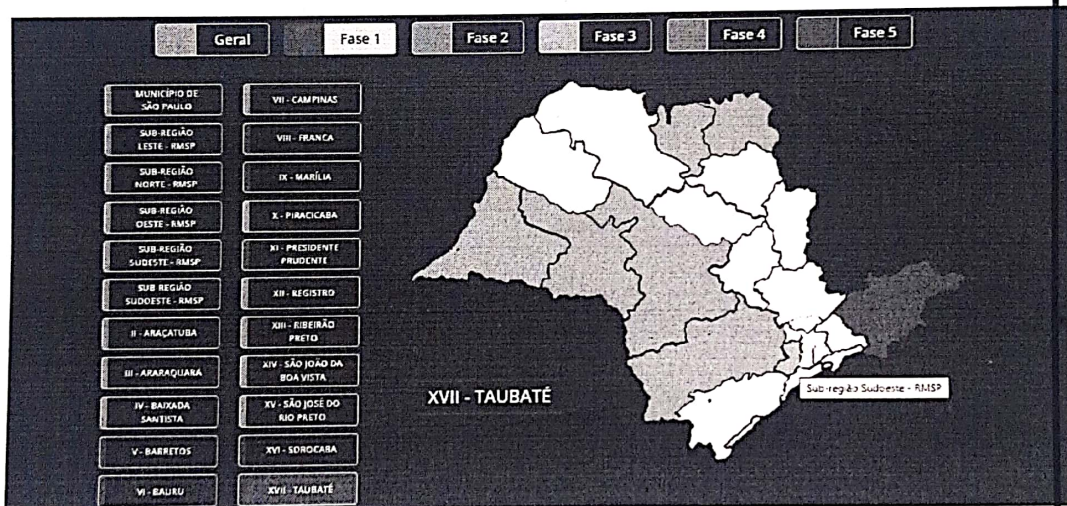 Geral
Fase 1
Fase 2
Fase 3
Fase 4
Fase 5
MUNICÍPIO DE
SÃO PAULO
SUB-REGIÃO
LESTE - RMSP
SUB-REGIÃO
NORTE - RMSP
SUB-REGIÃO
OESTE - RMSP
SUB-REGIÃO
SUDESTE - RMSP
SUB REGIÃO
SUDOESTE - RMSP
II - ARAÇATUBA
III - ARARAQUARA
IV - BAIXADA
SANTISTA
V - BARRETOS
VI - BAURU
VII - CAMPINAS
VIII - FRANCA
IX - MARÍLIA
X - PIRACICABA
XI - PRESIDENTE
PRUDENTE
XII - REGISTRO
XIII - RIBEIRÃO
PRETO
XIV - SÃO JOÃO DA
BOA VISTA
XV - SÃO JOSÉ DO
RIO PRETO
XVI - SOROCABA
XVII - TAUBATÉ
XVII - TAUBATÉ
Sub-região Sudoeste - RMSP